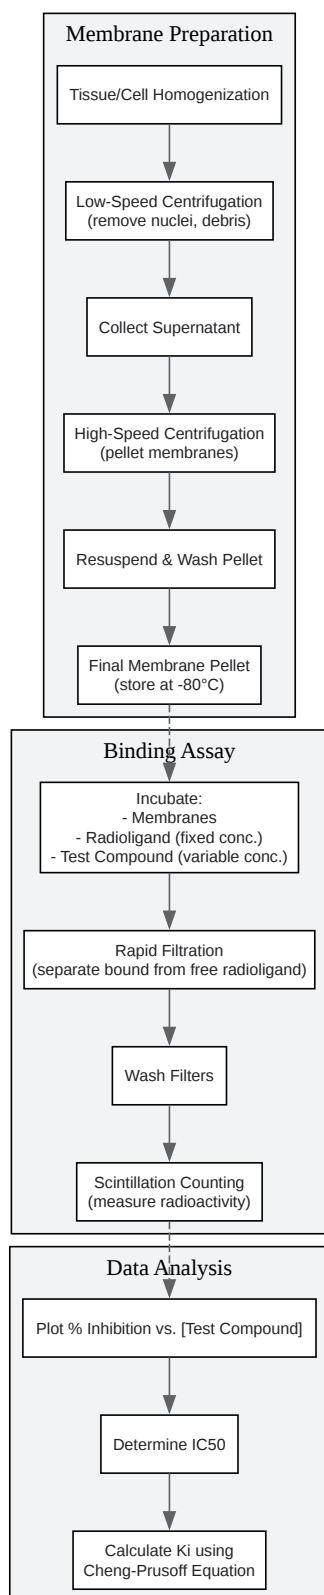 Membrane Preparation
Tissue/Cell Homogenization
Low-Speed Centrifugation
(remove nuclei, debris)
Collect Supernatant
High-Speed Centrifugation
(pellet membranes)
Resuspend & Wash Pellet
Final Membrane Pellet
(store at -80°C)
Binding Assay
Incubate:
- Membranes
- Radioligand (fixed conc.)
- Test Compound (variable conc.)
Rapid Filtration
(separate bound from free radioligand)
Wash Filters
Scintillation Counting
(measure radioactivity)
Data Analysis
Plot % Inhibition vs. [Test Compound]
Determine IC50
Calculate Ki using
Cheng-Prusoff Equation